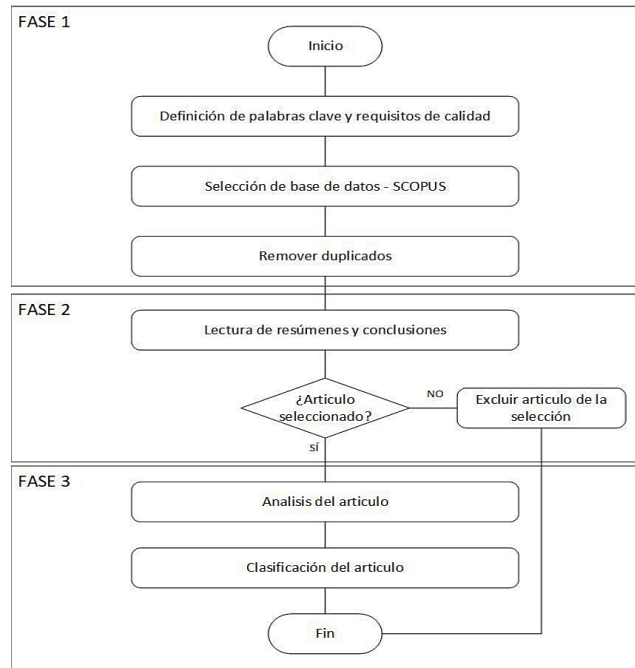 FASE 1
Inicio
Definición de palabras clave y requisitos de calidad
Selección de base de datos - SCOPUS
Remover duplicados
FASE 2
Lectura de resúmenes y conclusiones
¿Articulo
seleccionado?
NO
Excluir articulo de la
selección
SÍ
FASE 3
Analisis del articulo
Clasificación del articulo
Fin